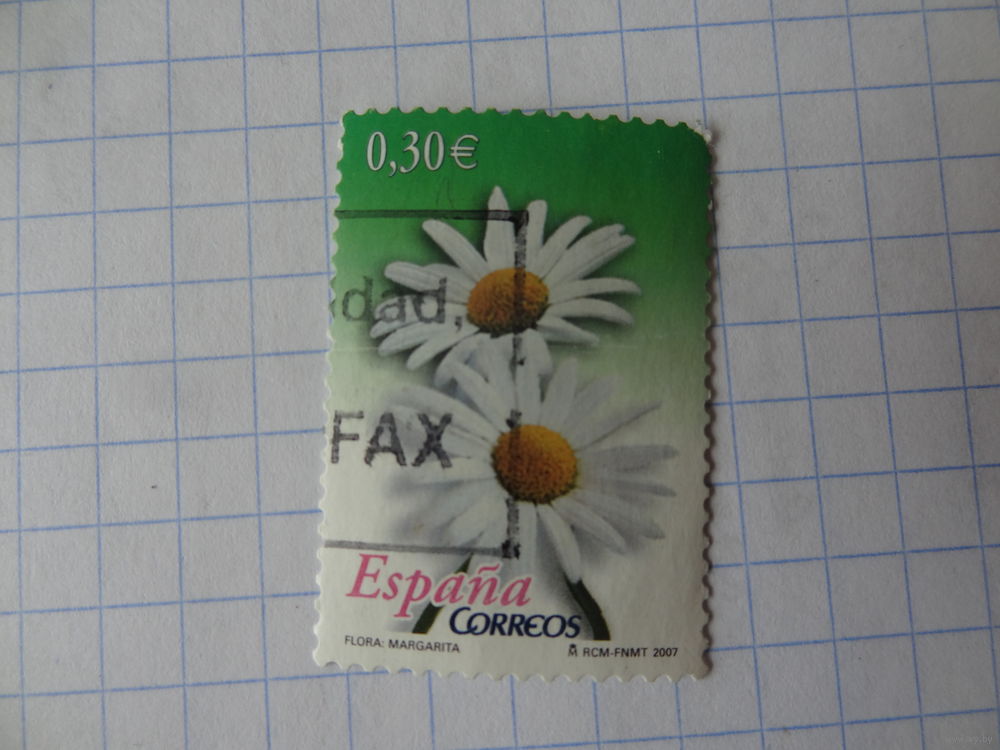 0,30€
dad,
FAX
España
CORREOS
FLORA: MARGARITA
RCM-FNMT 2007